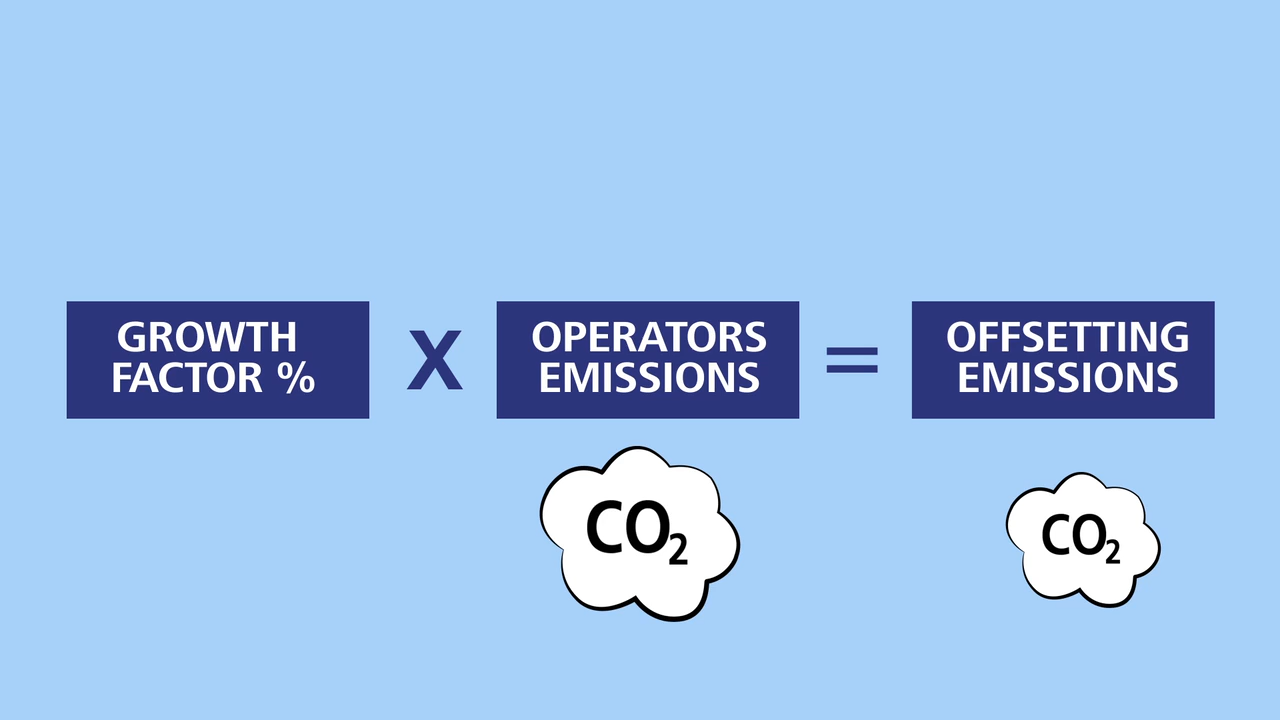 GROWTH
FACTOR %
X
OPERATORS
EMISSIONS
=
OFFSETTING
EMISSIONS
CO₂
CO₂